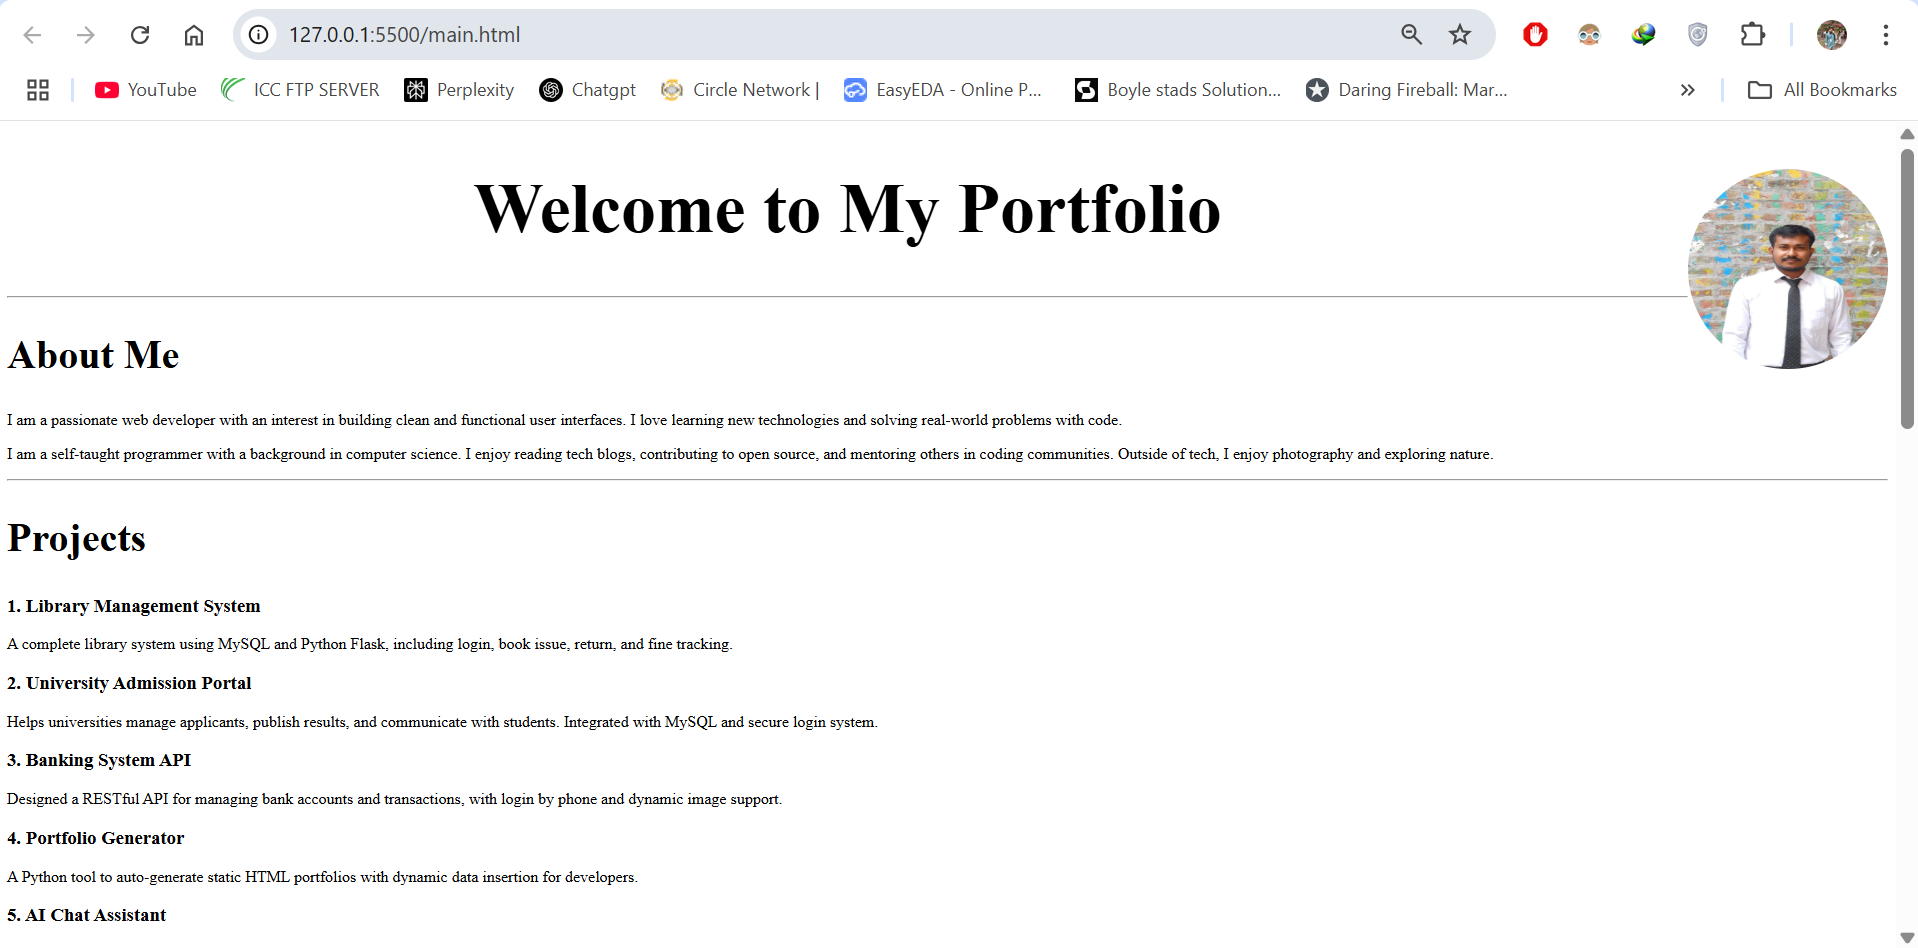 127.0.0.1:5500/main.html
YouTube ICC FTP SERVER Perplexity Chatgpt Circle Network | EasyEDA - Online P... Boyle stads Solution... Daring Fireball: Mar... » All Bookmarks
Welcome to My Portfolio
About Me
I am a passionate web developer with an interest in building clean and functional user interfaces. I love learning new technologies and solving real-world problems with code.
I am a self-taught programmer with a background in computer science. I enjoy reading tech blogs, contributing to open source, and mentoring others in coding communities. Outside of tech, I enjoy photography and exploring nature.
Projects
1. Library Management System
A complete library system using MySQL and Python Flask, including login, book issue, return, and fine tracking.
2. University Admission Portal
Helps universities manage applicants, publish results, and communicate with students. Integrated with MySQL and secure login system.
3. Banking System API
Designed a RESTful API for managing bank accounts and transactions, with login by phone and dynamic image support.
4. Portfolio Generator
A Python tool to auto-generate static HTML portfolios with dynamic data insertion for developers.
5. AI Chat Assistant